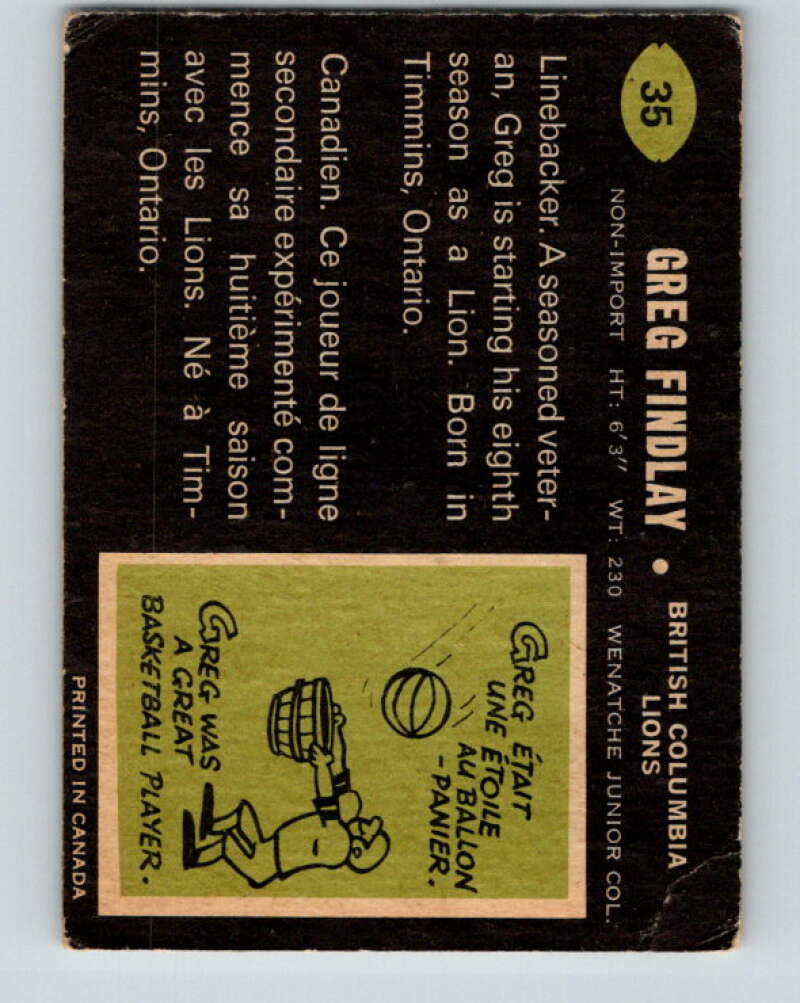 35
GREG FINDLAY • BRITISH COLUMBIA
LIONS
NON-IMPORT HT: 6'3" WT: 230 WENATCHE JUNIOR COL.
Linebacker. A seasoned veter-
an, Greg is starting his eighth
season as a Lion. Born in
Timmins, Ontario.
Canadien. Ce joueur de ligne
secondaire expérimenté com-
mence sa huitième saison
avec les Lions. Né à Tim-
mins, Ontario.
GREG ÉTAIT
UNE ÉTOILE
AU BALLON
-PANIER.
GREG WAS
A GREAT
BASKETBALL PLAYER.
PRINTED IN CANADA